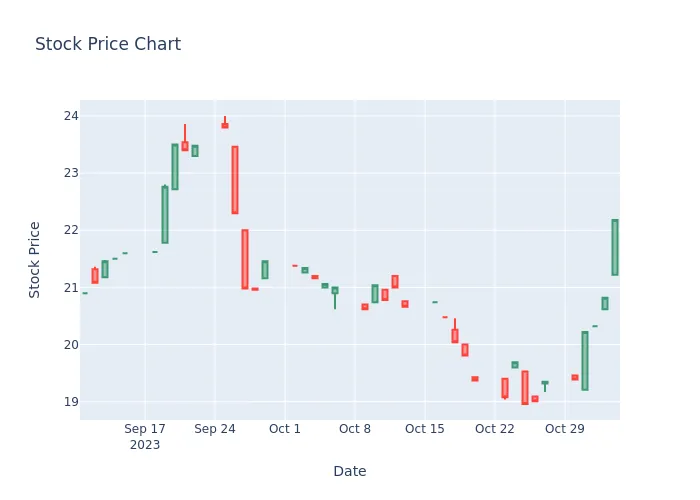 Stock Price Chart
24
23
22
21
20
19
Stock Price
Sep 17
2023
Sep 24
Oct 1
Oct 8
Oct 15
Oct 22
Oct 29
Date